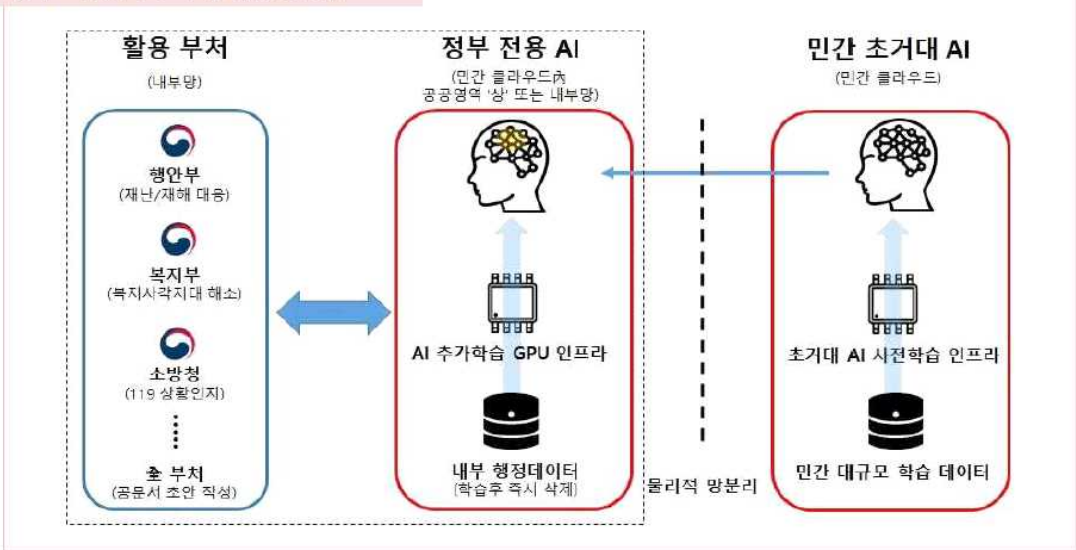 활용 부처
(내부망)
행안부
(재난/재해 대응)
복지부
(복지사각지대 해소)
소방청
(119 상황인지)
全 부처
(공문서 초안 작성)
정부 전용 AI
(민간 클라우드內
공공영역 '상' 또는 내부망)
AI 추가학습 GPU 인프라
내부 행정데이터
(학습후 즉시 삭제)
물리적 망분리
민간 초거대 AI
(민간 클라우드)
초거대 AI 사전학습 인프라
민간 대규모 학습 데이터